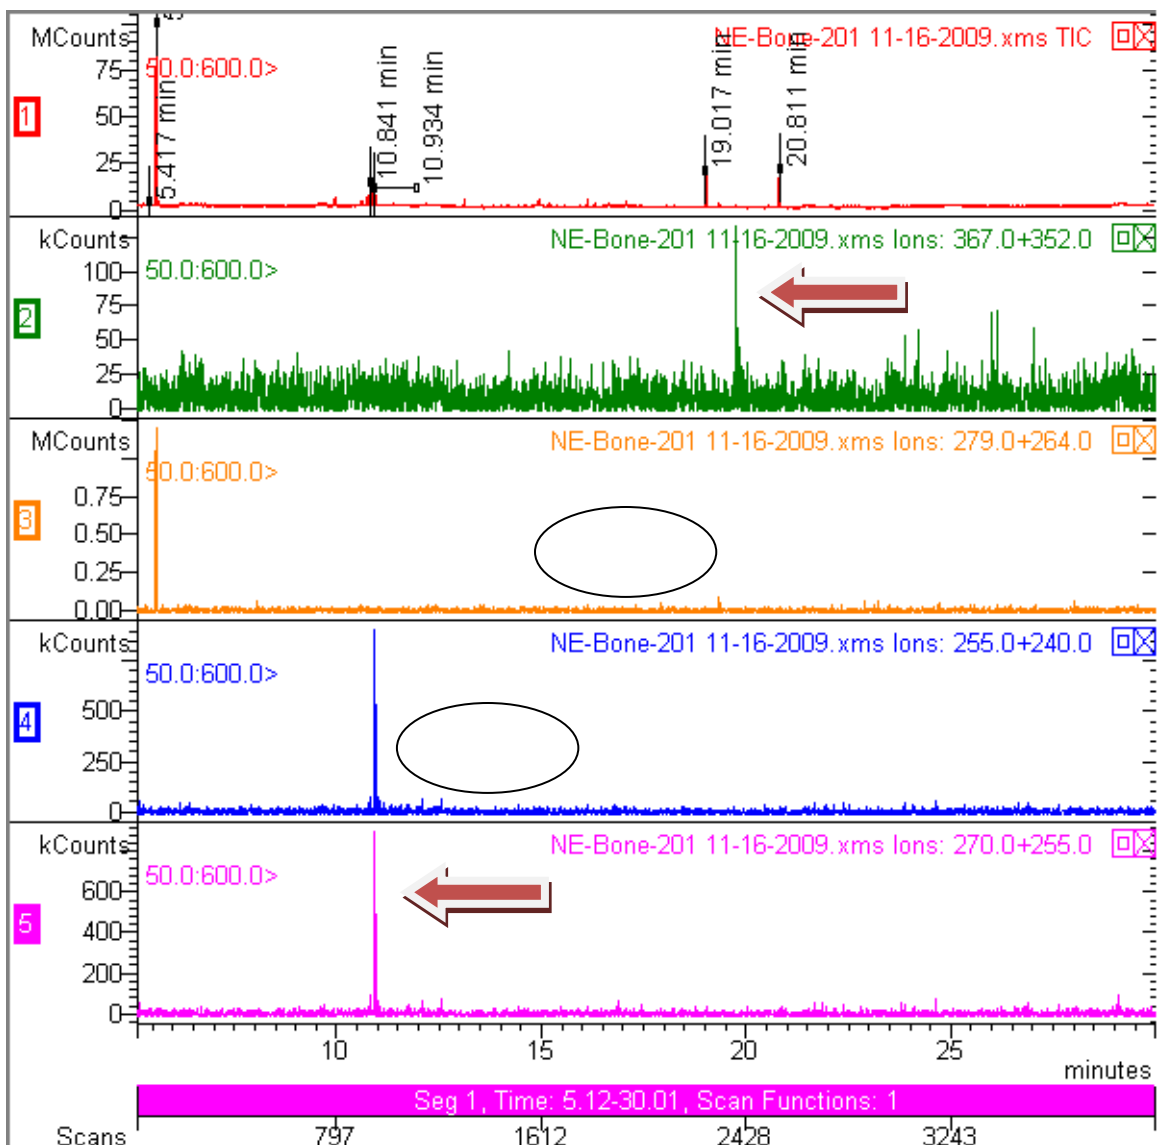 MCounts
NE-Bone-201 11-16-2009.xms TIC
50.0:600.0>
75
50
25
0
1
5.417 min
10.841 min
10.934 min
19.017 min
20.811 min
kCounts
NE-Bone-201 11-16-2009.xms Ions: 367.0+352.0
50.0:600.0>
100
75
50
25
0
2
MCounts
NE-Bone-201 11-16-2009.xms Ions: 279.0+264.0
50.0:600.0>
0.75
0.50
0.25
0.00
3
kCounts
NE-Bone-201 11-16-2009.xms Ions: 255.0+240.0
50.0:600.0>
500
250
0
4
kCounts
NE-Bone-201 11-16-2009.xms Ions: 270.0+255.0
50.0:600.0>
600
400
200
0
5
10 15 20 25
minutes
Seg 1, Time: 5.12-30.01, Scan Functions: 1
Scans 797 1612 2428 3243